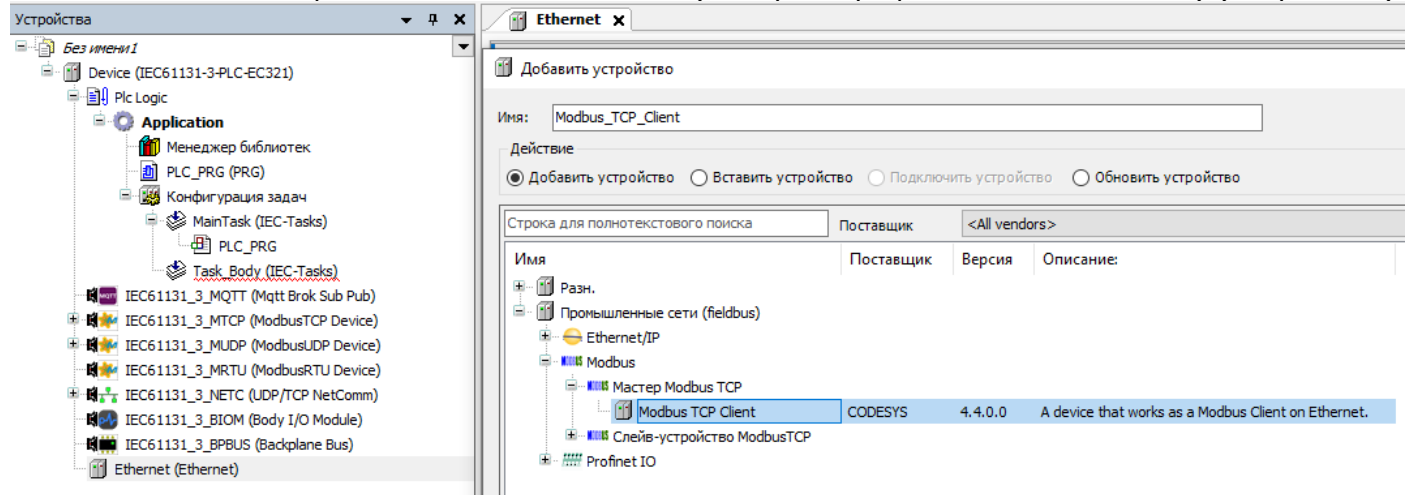 Устройства
Без имени1
Device (IEC61131-3-PLC-EC321)
Plc Logic
Application
Менеджер библиотек
PLC_PRG (PRG)
Конфигурация задач
MainTask (IEC-Tasks)
PLC_PRG
Task_Body (IEC-Tasks)
IEC61131_3_MQTT (Mqtt Brok Sub Pub)
IEC61131_3_MTCP (ModbusTCP Device)
IEC61131_3_MUDP (ModbusUDP Device)
IEC61131_3_MRTU (ModbusRTU Device)
IEC61131_3_NETC (UDP/TCP NetComm)
IEC61131_3_BIOM (Body I/O Module)
IEC61131_3_BPBUS (Backplane Bus)
Ethernet (Ethernet)
Ethernet
Добавить устройство
Имя: Modbus_TCP_Client
Действие
Добавить устройство Вставить устройство Подключить устройство Обновить устройство
Строка для полнотекстового поиска Поставщик <All vendors>
Имя Поставщик Версия Описание:
Разн.
Промышленные сети (fieldbus)
Ethernet/IP
Modbus
Мастер Modbus TCP
Modbus TCP Client CODESYS 4.4.0.0 A device that works as a Modbus Client on Ethernet.
Слейв-устройство ModbusTCP
Profinet IO